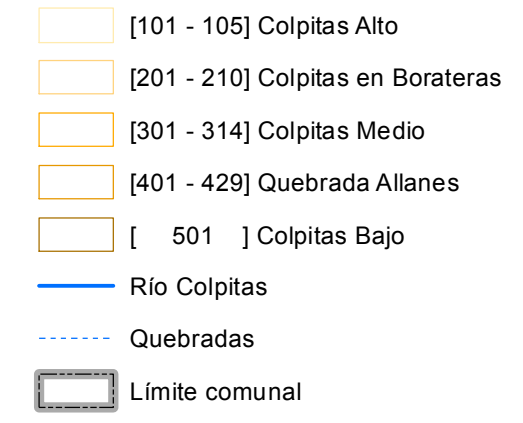 [101 - 105] Colpitas Alto
[201 - 210] Colpitas en Borateras
[301 - 314] Colpitas Medio
[401 - 429] Quebrada Allanes
[ 501 ] Colpitas Bajo
Río Colpitas
Quebradas
Límite comunal